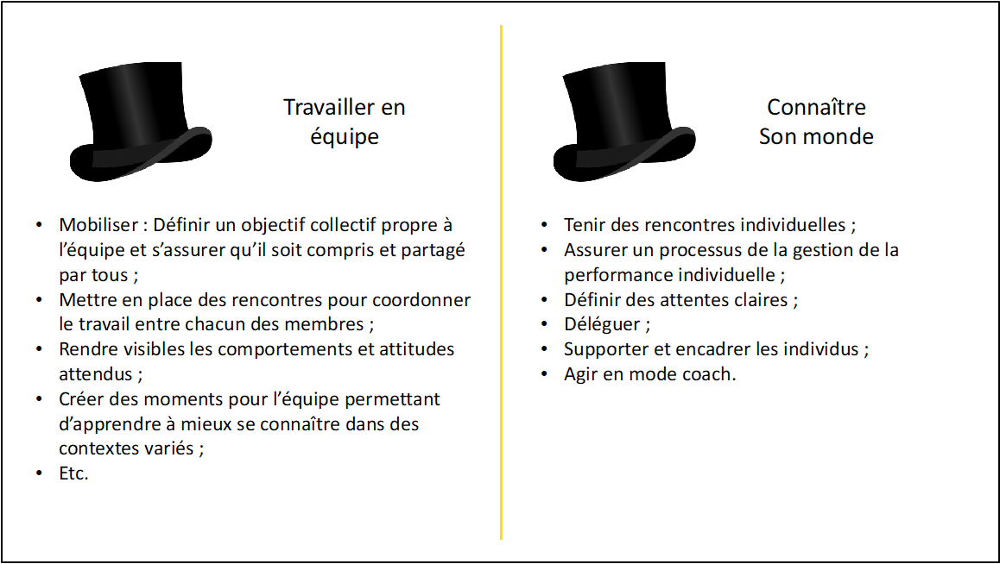 Travailler en
équipe
• Mobiliser : Définir un objectif collectif propre à
l’équipe et s’assurer qu’il soit compris et partagé
par tous ;
• Mettre en place des rencontres pour coordonner
le travail entre chacun des membres ;
• Rendre visibles les comportements et attitudes
attendus ;
• Créer des moments pour l’équipe permettant
d’apprendre à mieux se connaître dans des
contextes variés ;
• Etc.
Connaître
Son monde
• Tenir des rencontres individuelles ;
• Assurer un processus de la gestion de la
performance individuelle ;
• Définir des attentes claires ;
• Déléguer ;
• Supporter et encadrer les individus ;
• Agir en mode coach.